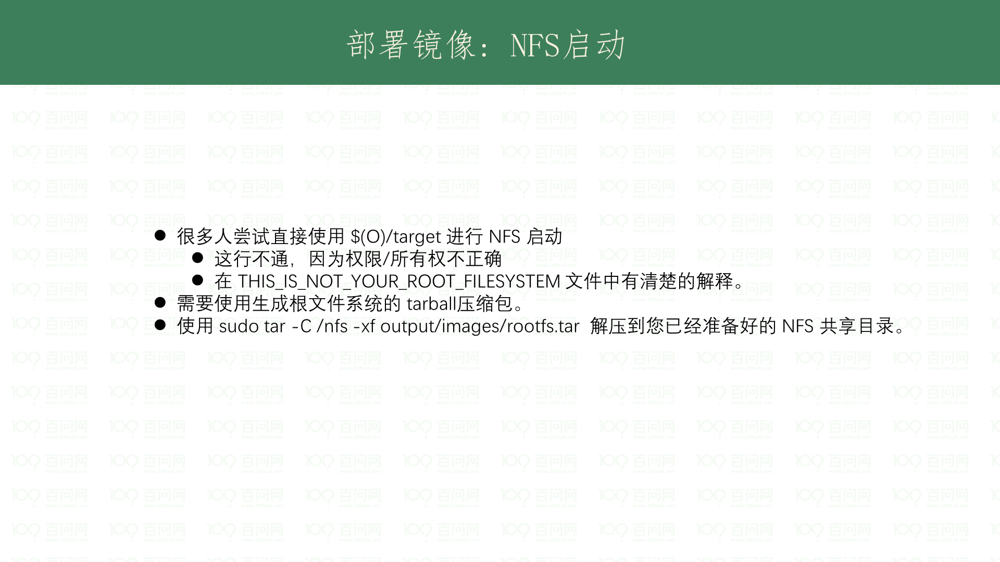 部署镜像：NFS启动
● 很多人尝试直接使用 $(O)/target 进行 NFS 启动
● 这行不通，因为权限/所有权不正确
● 在 THIS_IS_NOT_YOUR_ROOT_FILESYSTEM 文件中有清楚的解释。
● 需要使用生成根文件系统的 tarball压缩包。
● 使用 sudo tar -C /nfs -xf output/images/rootfs.tar 解压到您已经准备好的 NFS 共享目录。
百问网